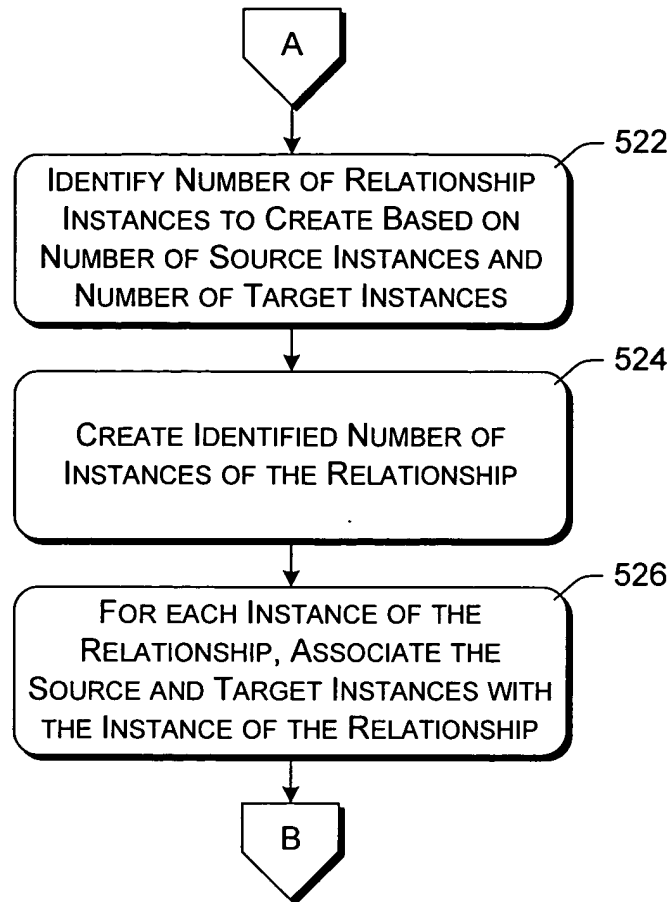 A
522
IDENTIFY NUMBER OF RELATIONSHIP
INSTANCES TO CREATE BASED ON
NUMBER OF SOURCE INSTANCES AND
NUMBER OF TARGET INSTANCES
524
CREATE IDENTIFIED NUMBER OF
INSTANCES OF THE RELATIONSHIP
526
FOR EACH INSTANCE OF THE
RELATIONSHIP, ASSOCIATE THE
SOURCE AND TARGET INSTANCES WITH
THE INSTANCE OF THE RELATIONSHIP
B